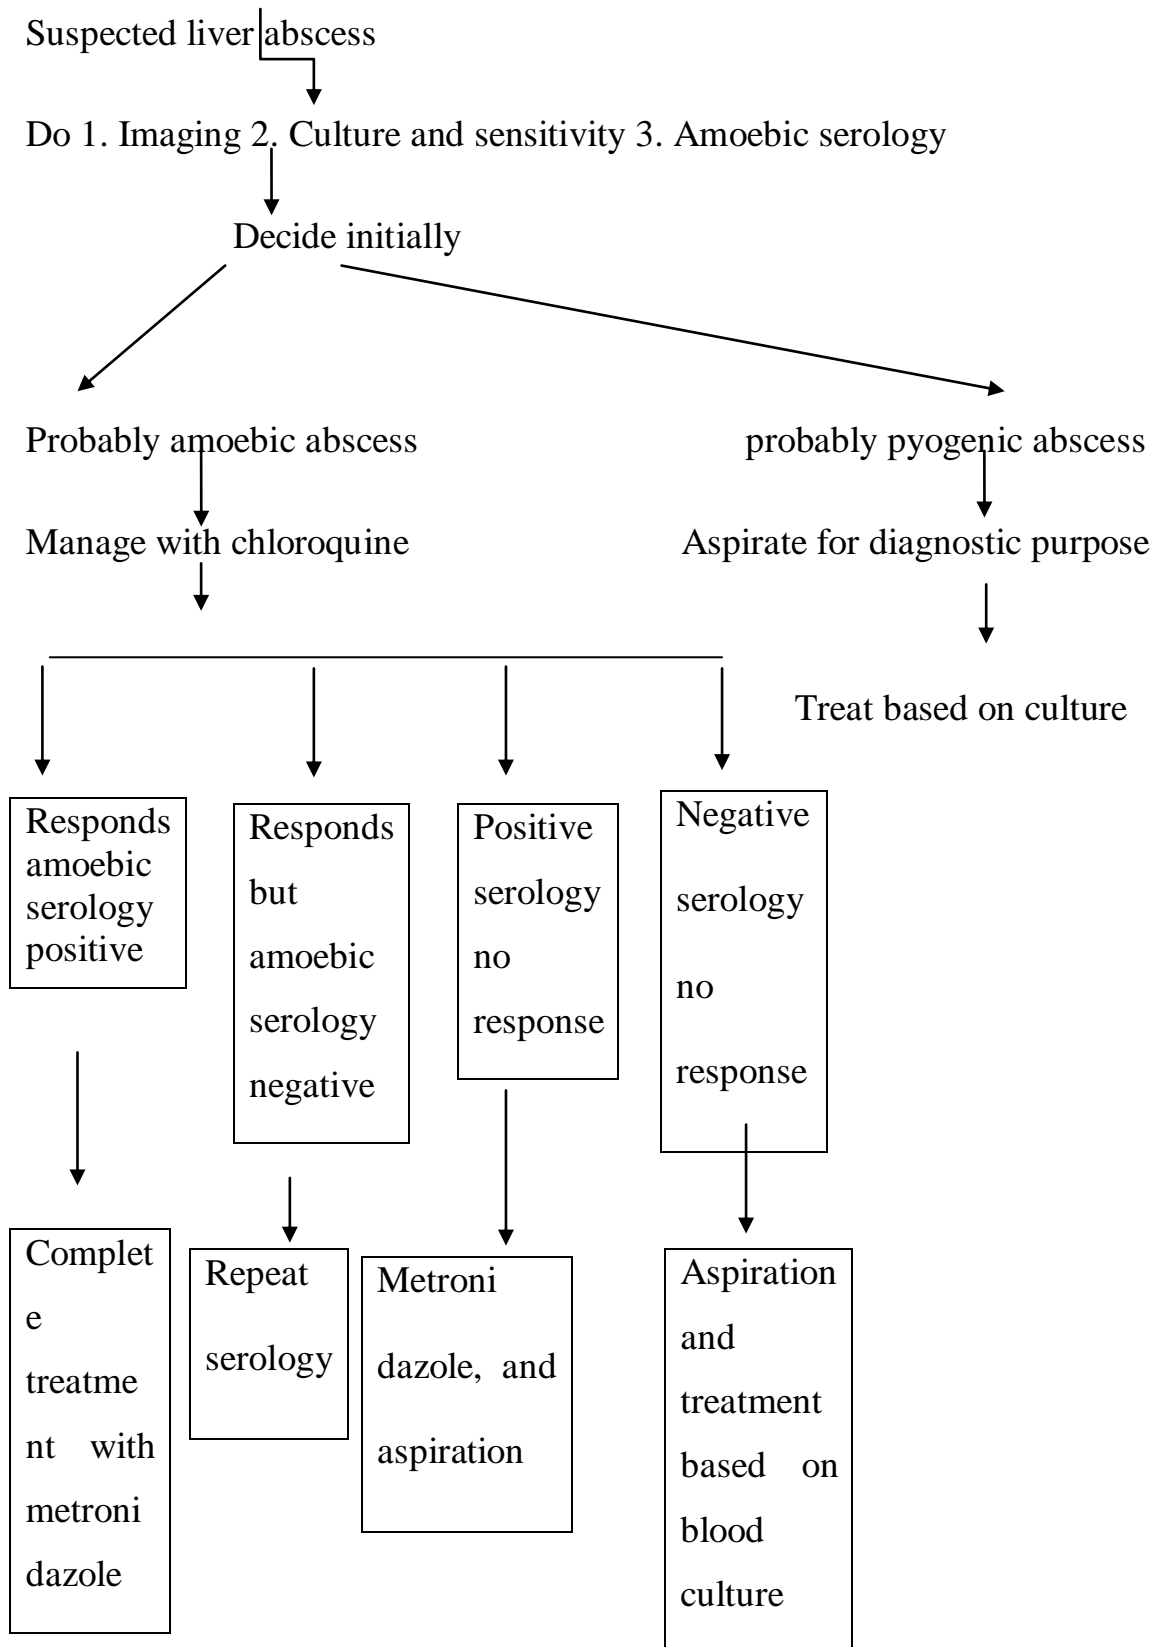 Suspected liver abscess
Do 1. Imaging 2. Culture and sensitivity 3. Amoebic serology
Decide initially
Probably amoebic abscess
probably pyogenic abscess
Manage with chloroquine
Aspirate for diagnostic purpose
Treat based on culture
Responds
amoebic
serology
positive
Responds
but
amoebic
serology
negative
Positive
serology
no
response
Negative
serology
no
response
Complet
e
treatme
nt with
metroni
dazole
Repeat
serology
Metroni
dazole, and
aspiration
Aspiration
and
treatment
based on
blood
culture